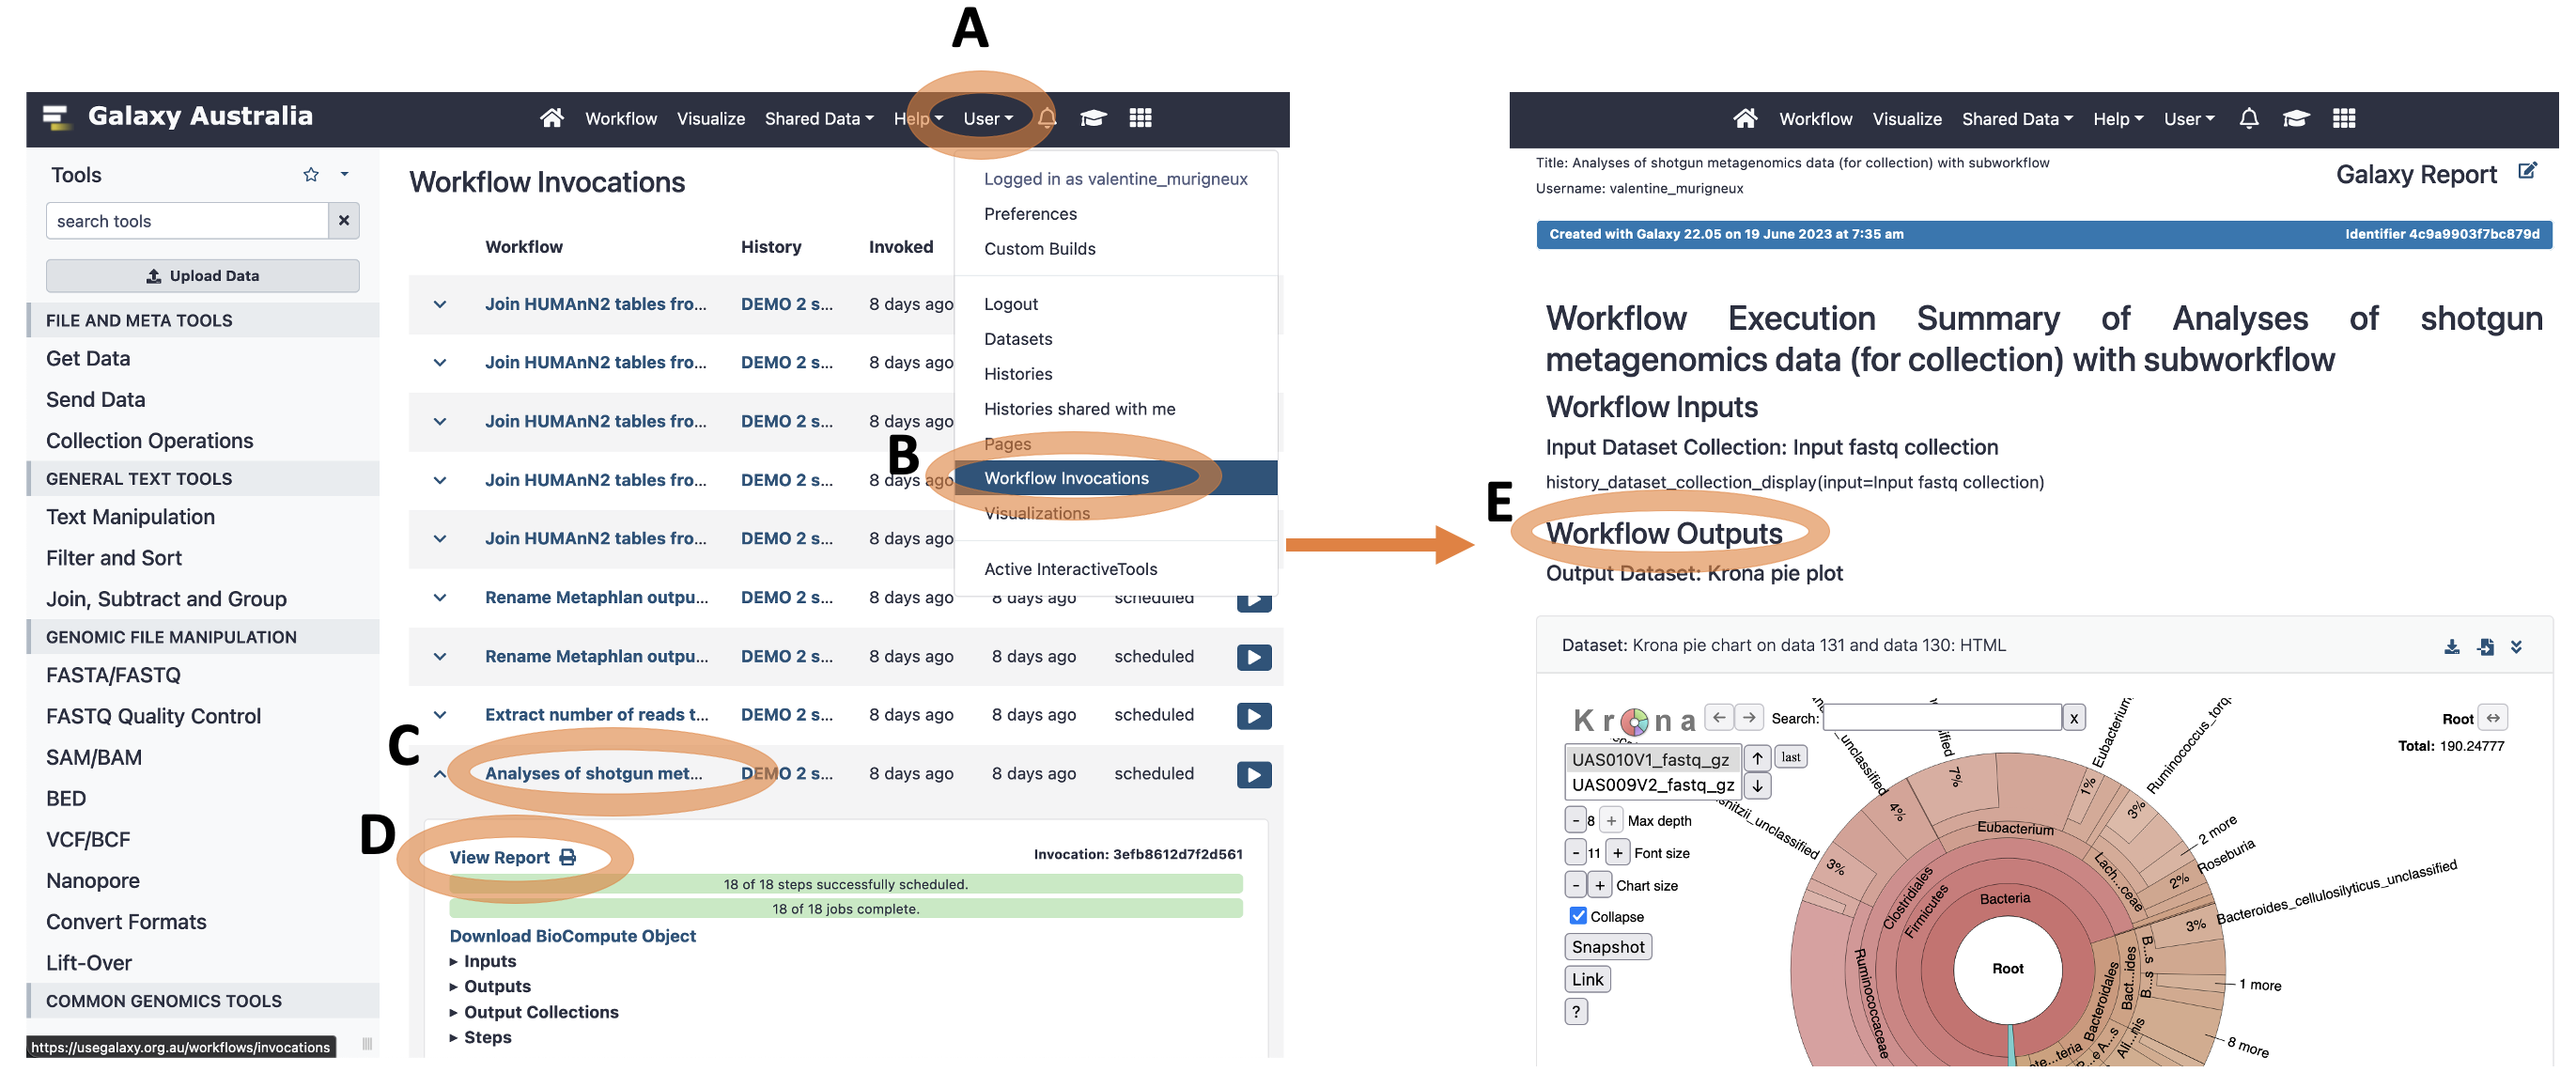 A
Galaxy Australia
Workflow Visualize Shared Data Help User
Tools
search tools
Upload Data
FILE AND META TOOLS
Get Data
Send Data
Collection Operations
GENERAL TEXT TOOLS
Text Manipulation
Filter and Sort
Join, Subtract and Group
GENOMIC FILE MANIPULATION
FASTA/FASTQ
FASTQ Quality Control
SAM/BAM
BED
VCF/BCF
Nanopore
Convert Formats
Lift-Over
COMMON GENOMICS TOOLS
https://usegalaxy.org.au/workflows/invocations
Workflow Invocations
Workflow History Invoked
Join HUMAnN2 tables fro... DEMO 2 s... 8 days ago
Join HUMAnN2 tables fro... DEMO 2 s... 8 days ago
Join HUMAnN2 tables fro... DEMO 2 s... 8 days ago
Join HUMAnN2 tables fro... DEMO 2 s... 8 days ago
Join HUMAnN2 tables fro... DEMO 2 s... 8 days ago
Rename Metaphlan outpu... DEMO 2 s... 8 days ago 8 days ago scheduled
Rename Metaphlan outpu... DEMO 2 s... 8 days ago 8 days ago scheduled
Extract number of reads t... DEMO 2 s... 8 days ago 8 days ago scheduled
C
Analyses of shotgun met... DEMO 2 s... 8 days ago 8 days ago scheduled
D
View Report
Invocation: 3efb8612d7f2d561
18 of 18 steps successfully scheduled.
18 of 18 jobs complete.
Download BioCompute Object
Inputs
Outputs
Output Collections
Steps
Logged in as valentine_murigneux
Preferences
Custom Builds
Logout
Datasets
Histories
Histories shared with me
Pages
B
Workflow Invocations
Visualizations
Active InteractiveTools
Workflow Visualize Shared Data Help User
Title: Analyses of shotgun metagenomics data (for collection) with subworkflow
Username: valentine_murigneux
Galaxy Report
Created with Galaxy 22.05 on 19 June 2023 at 7:35 am
Identifier 4c9a9903f7bc879d
Workflow Execution Summary of Analyses of shotgun
metagenomics data (for collection) with subworkflow
Workflow Inputs
Input Dataset Collection: Input fastq collection
history_dataset_collection_display(input=Input fastq collection)
E
Workflow Outputs
Output Dataset: Krona pie plot
Dataset: Krona pie chart on data 131 and data 130: HTML
Krona
Search:
x
Root
Total: 190.24777
UAS010V1_fastq_gz
UAS009V2_fastq_gz
last
- 8 + Max depth
- 11 + Font size
- + Chart size
Collapse
Snapshot
Link
?
_unclassified
4%
7%
1%
3%
2 more
Roseburia
2%
3%
Bacteroides_cellulosilyticus_unclassified
1 more
8 more
3%
Eubacterium
Lach...ceae
Clostridiales
Firmicutes
Bacteria
Root
Ruminococcaceae
Bacteroidales
Bact...ides
B...s
B...s